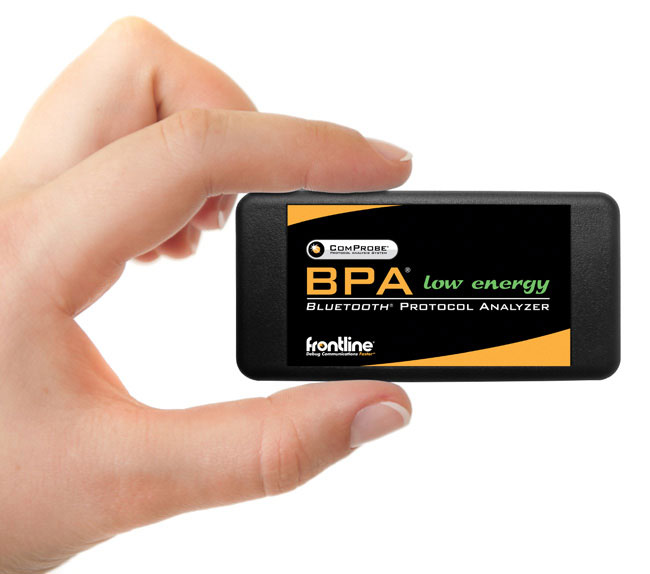 COMPROBE®
PROTOCOL ANALYSIS SYSTEM
BPA® low energy
BLUETOOTH® PROTOCOL ANALYZER
frontline®
Debug Communications Faster™